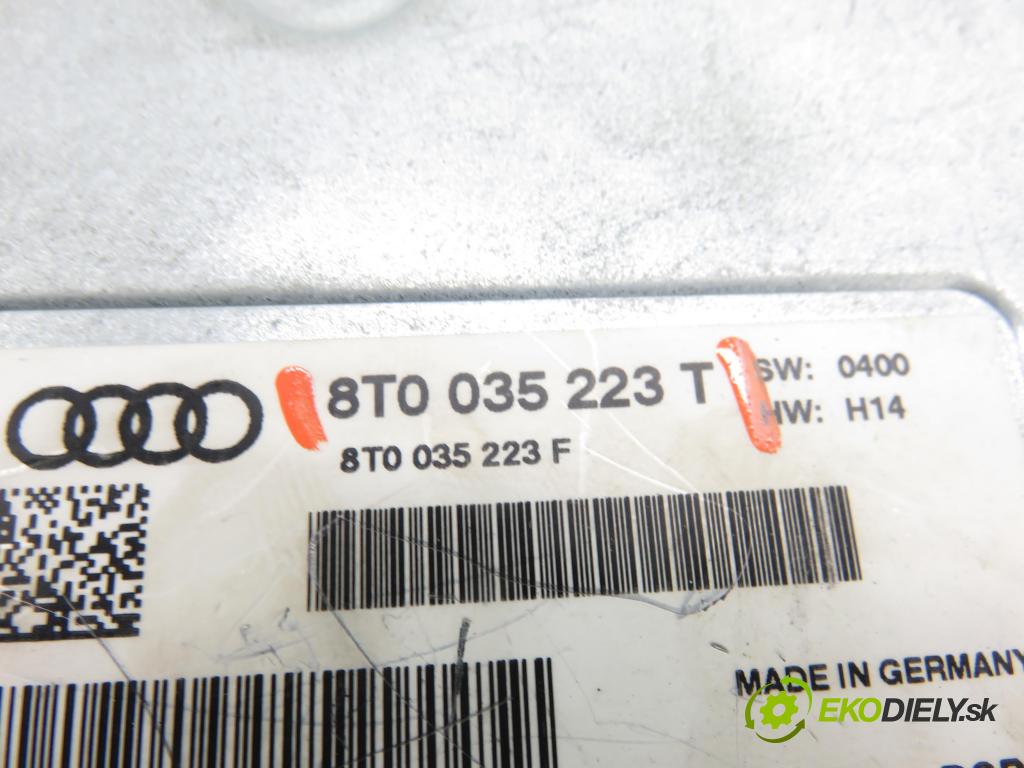 8T0 035 223 T SW: 0400
8T0 035 223 F HW: H14
MADE IN GERMANY
EKODIELY.sk